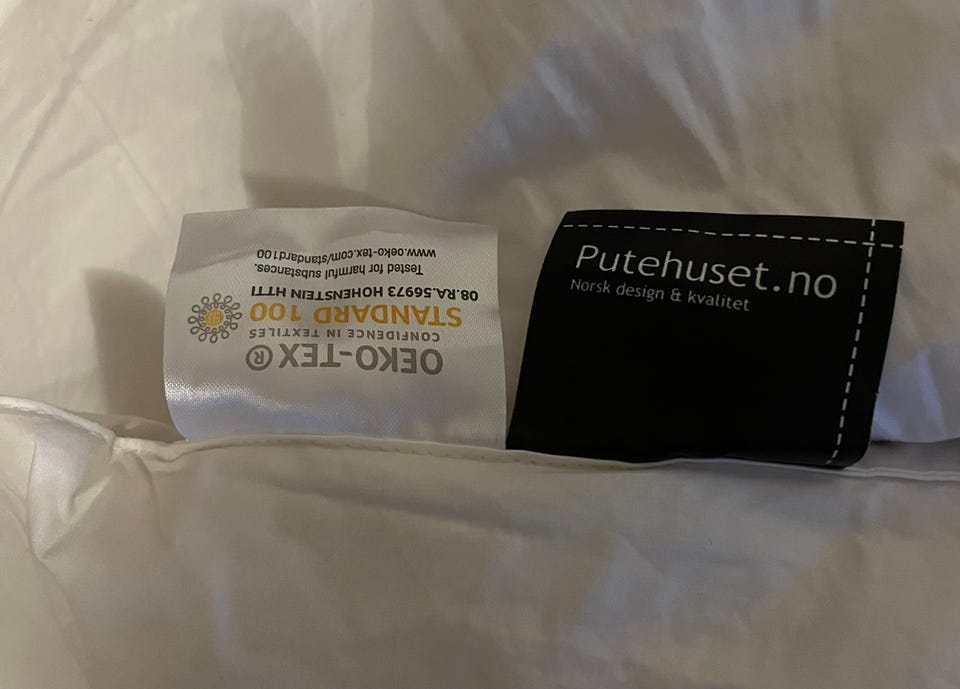 OEKO-TEX®
CONFIDENCE IN TEXTILES
STANDARD 100
08.RA.56973 HOHENSTEIN HTTI
Tested for harmful substances.
www.oeko-tex.com/standard100
Putehuset.no
Norsk design & kvalitet